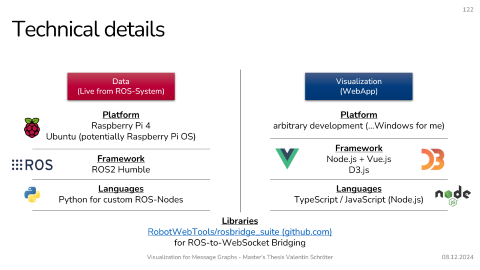 122
Technical details
Data
(Live from ROS-System)
Platform
Raspberry Pi 4
Ubuntu (potentially Raspberry Pi OS)
ROS
Framework
ROS2 Humble
Languages
Python for custom ROS-Nodes
Visualization
(WebApp)
Platform
arbitrary development (...Windows for me)
Framework
Node.js + Vue.js
D3.js
Languages
TypeScript / JavaScript (Node.js)
node
JS
Libraries
RobotWebTools/rosbridge_suite (github.com)
for ROS-to-WebSocket Bridging
Visualization for Message Graphs – Master's Thesis Valentin Schröter
08.12.2024